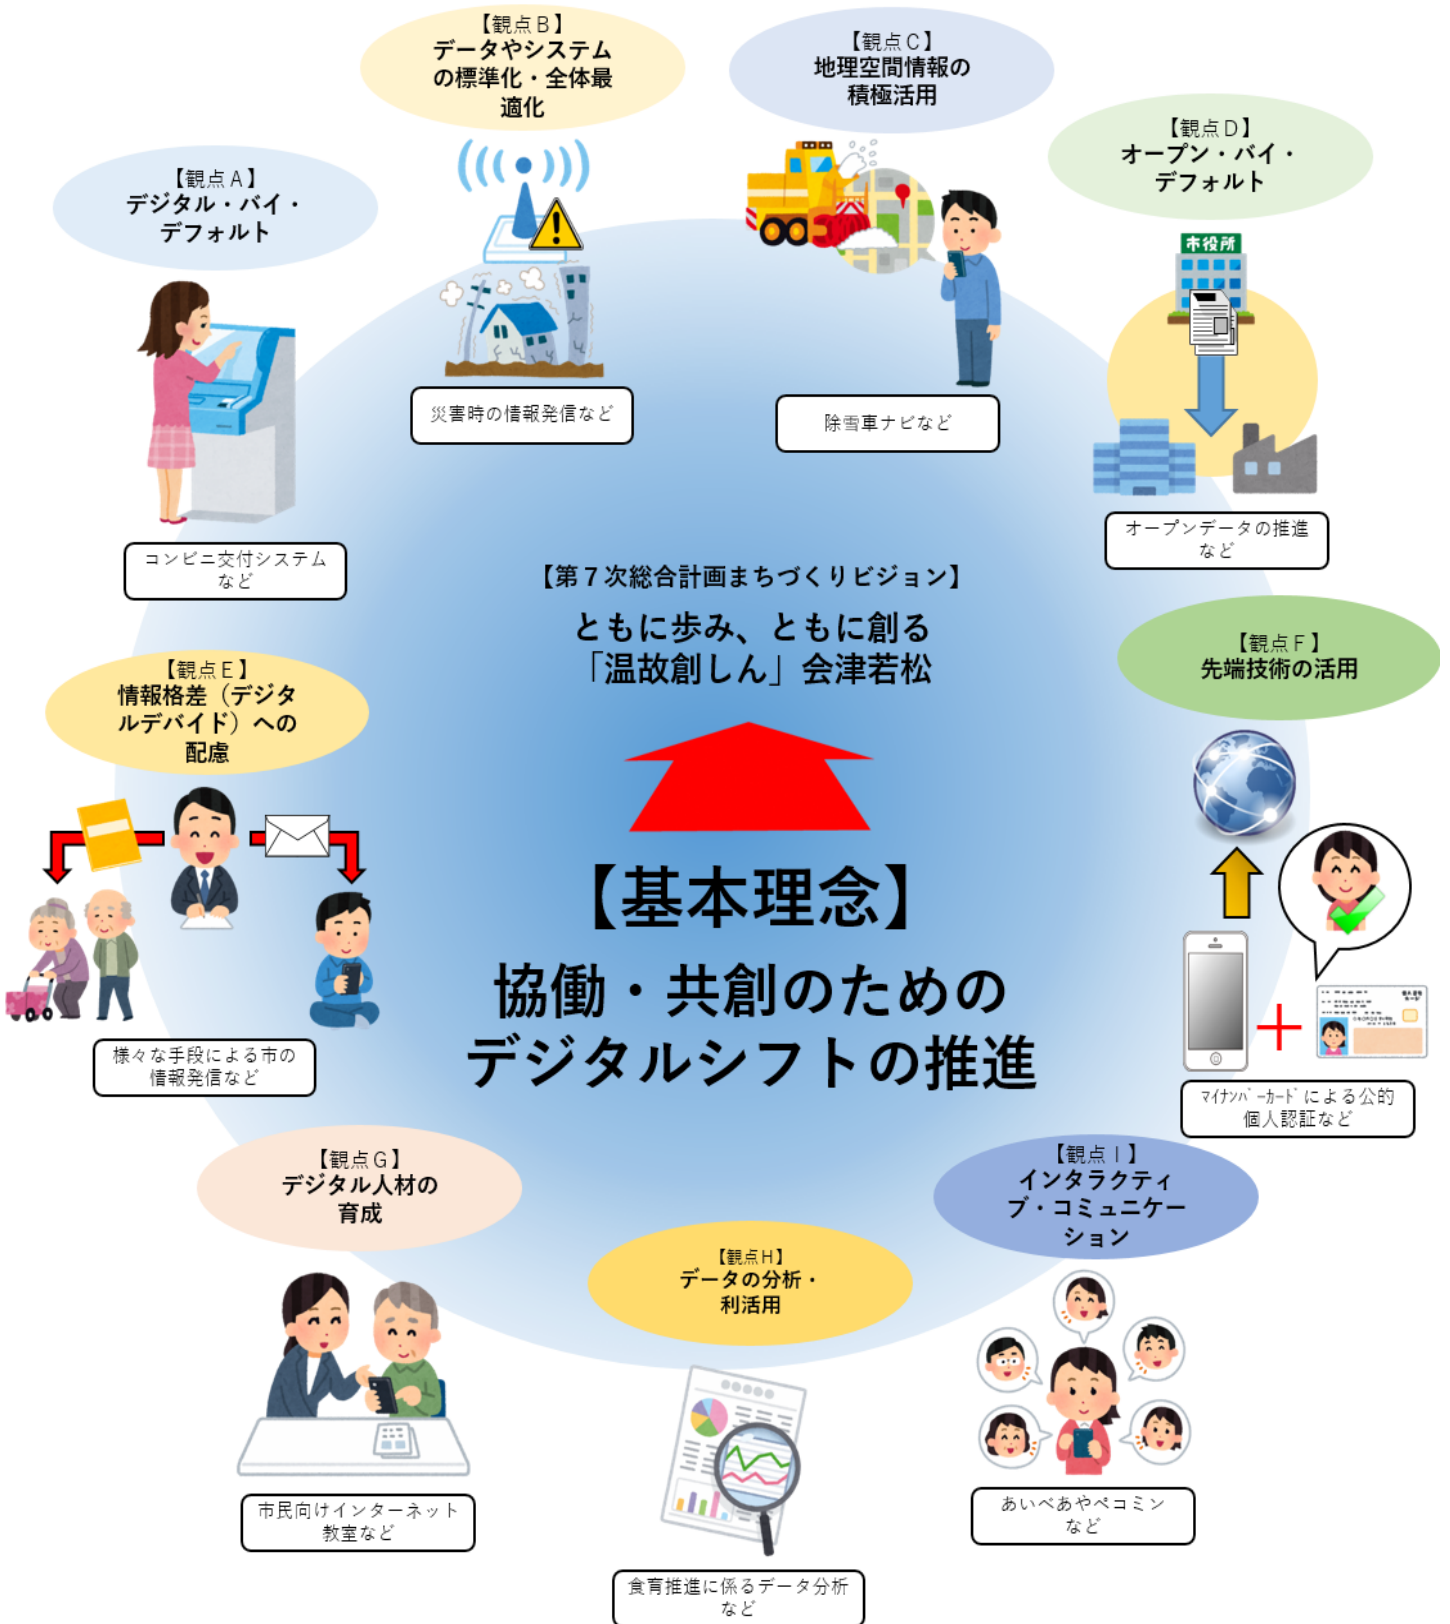 【観点B】
データやシステム
の標準化・全体最
適化
【観点C】
地理空間情報の
積極活用
【観点D】
オープン・バイ・
デフォルト
【観点A】
デジタル・バイ・
デフォルト
市役所
災害時の情報発信など
除雪車ナビなど
オープンデータの推進
など
コンビニ交付システム
など
【第７次総合計画まちづくりビジョン】
ともに歩み、ともに創る
「温故創しん」会津若松
【観点E】
情報格差（デジタ
ルデバイド）への
配慮
【観点F】
先端技術の活用
【基本理念】
協働・共創のための
デジタルシフトの推進
様々な手段による市の
情報発信など
ﾏｲﾅﾝﾊﾞｰｶｰﾄﾞによる公的
個人認証など
【観点G】
デジタル人材の
育成
【観点I】
インタラクティ
ブ・コミュニケー
ション
【観点H】
データの分析・
利活用
市民向けインターネット
教室など
あいべあやペコミン
など
食育推進に係るデータ分析
など